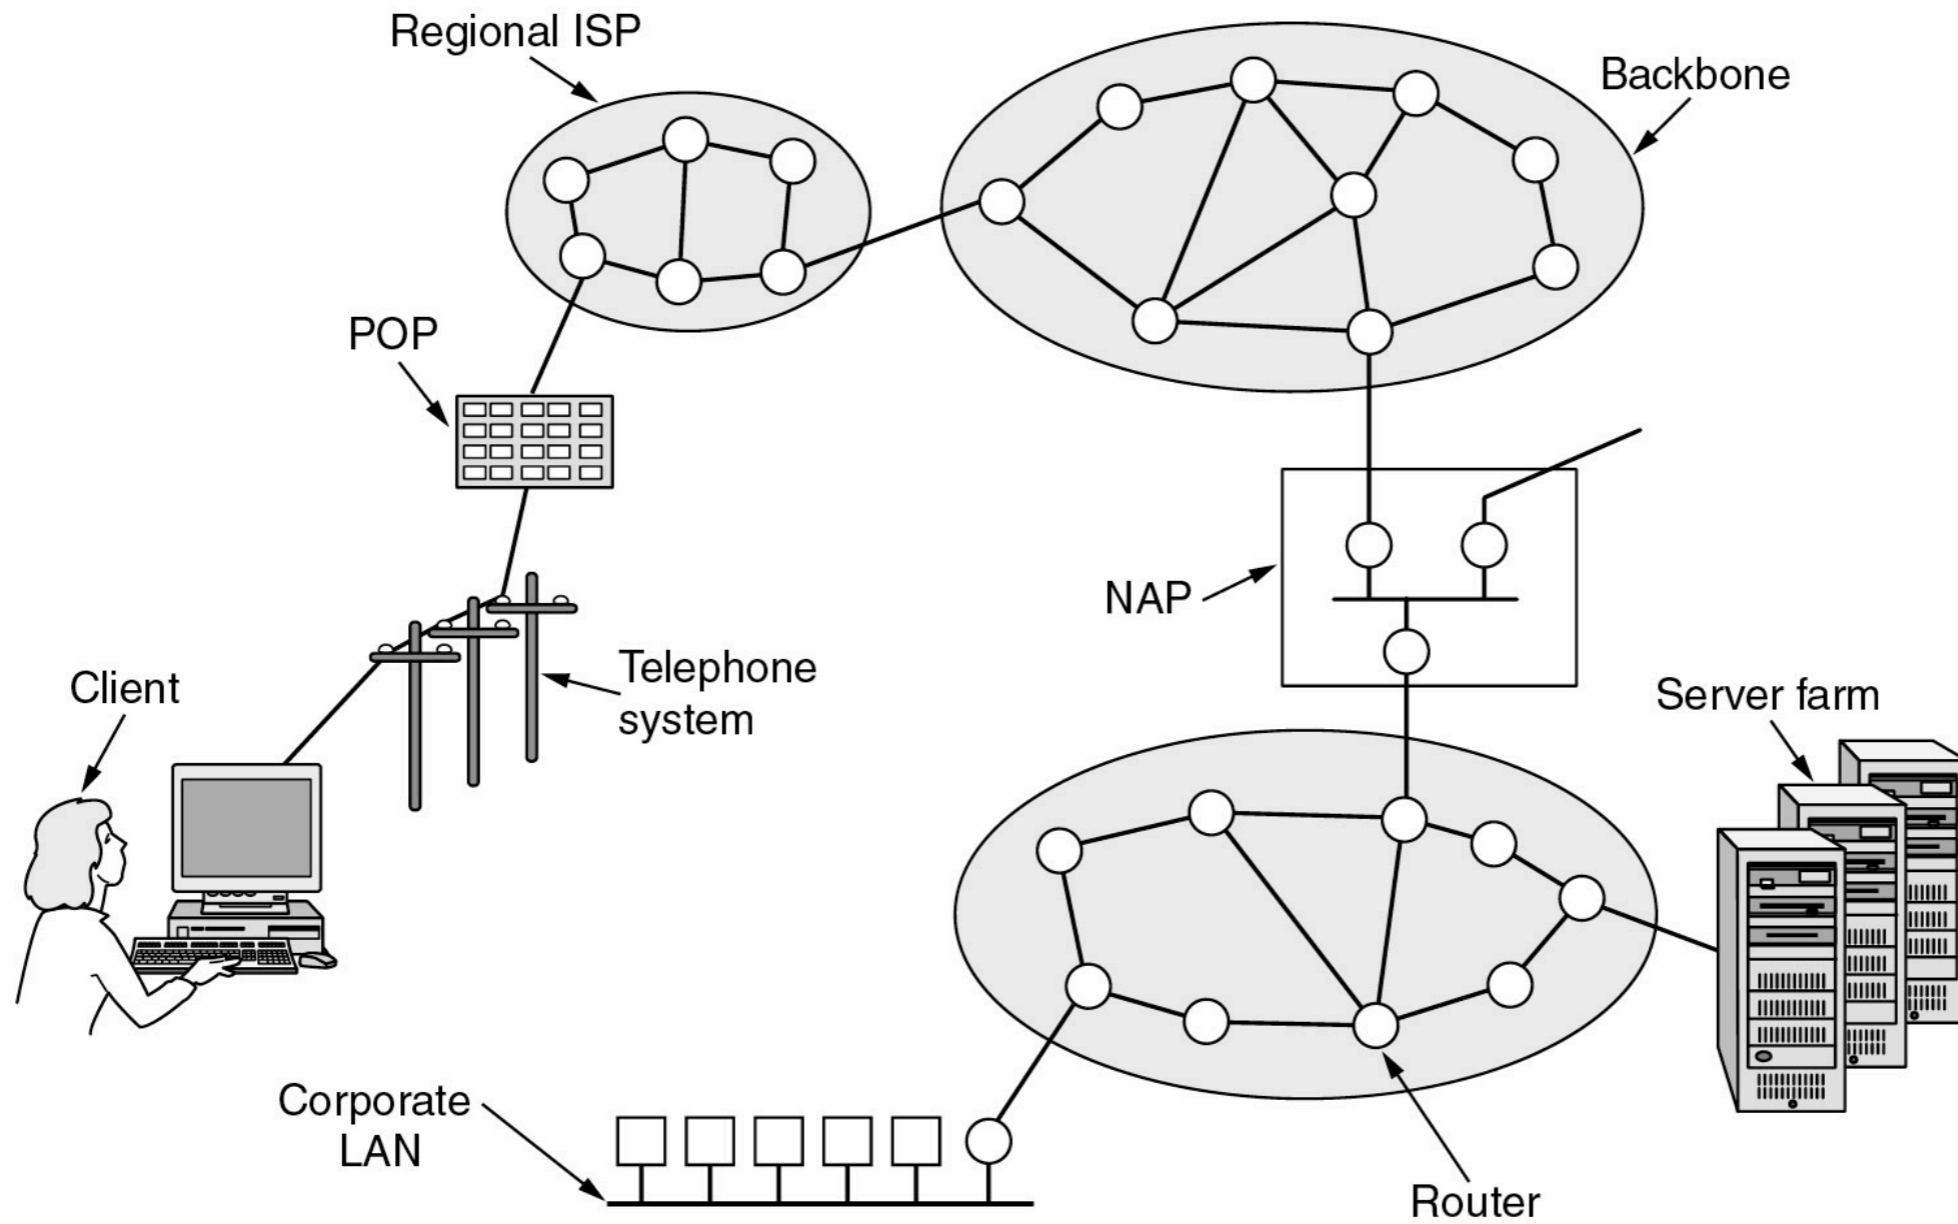 Regional ISP
Backbone
POP
NAP
Telephone
system
Client
Server farm
Corporate
LAN
Router